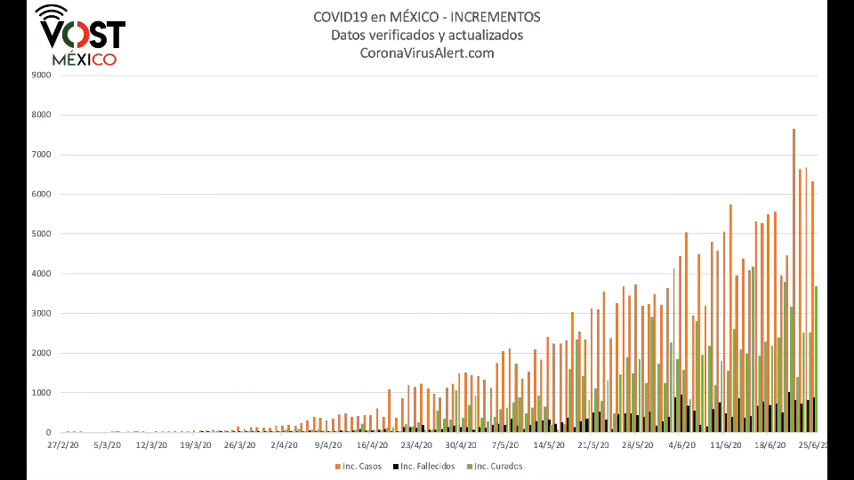 VOST
MÉXICO
COVID19 en MÉXICO - INCREMENTOS
Datos verificados y actualizados
CoronaVirusAlert.com
9000
8000
7000
6000
5000
4000
3000
2000
1000
0
27/2/20 5/3/20 12/3/20 19/3/20 26/3/20 2/4/20 9/4/20 16/4/20 23/4/20 30/4/20 7/5/20 14/5/20 21/5/20 28/5/20 4/6/20 11/6/20 18/6/20 25/6/20
Inc. Casos Inc. Fallecidos Inc. Curados